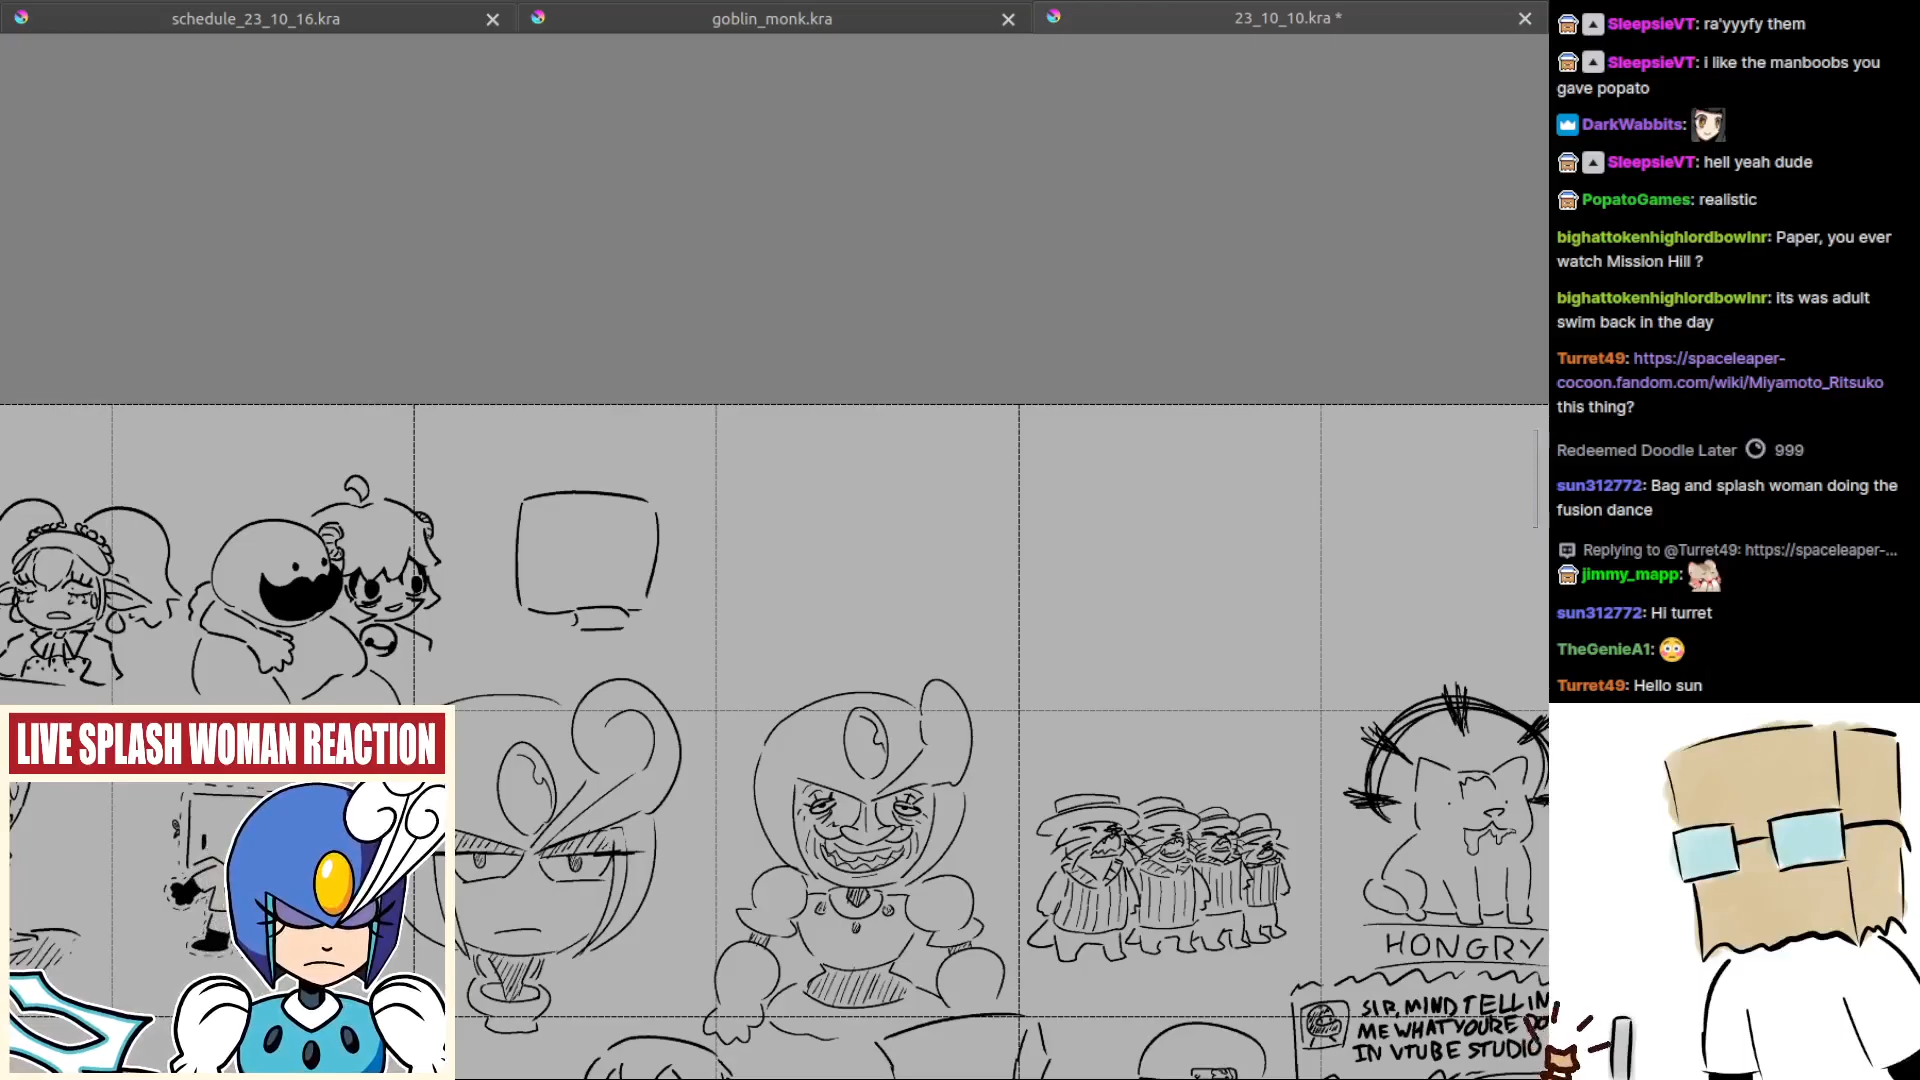 schedule_23_10_16.kra
goblin_monk.kra
23_10_10.kra *
SleepsieVT: ra'yyyfy them
SleepsieVT: i like the manboobs you
gave popato
DarkWabbits:
SleepsieVT: hell yeah dude
PopatoGames: realistic
bighattokenhighlordbowlnr: Paper, you ever
watch Mission Hill ?
bighattokenhighlordbowlnr: its was adult
swim back in the day
Turret49: https://spaceleaper-
cocoon.fandom.com/wiki/Miyamoto_Ritsuko
this thing?
Redeemed Doodle Later 999
sun312772: Bag and splash woman doing the
fusion dance
Replying to @Turret49: https://spaceleaper-...
jimmy_mapp:
sun312772: Hi turret
TheGenieA1:
Turret49: Hello sun
LIVE SPLASH WOMAN REACTION
HONGRY
SIR, MIND TELLIN
ME WHAT YOURE DO
IN VTUBE STUDIO